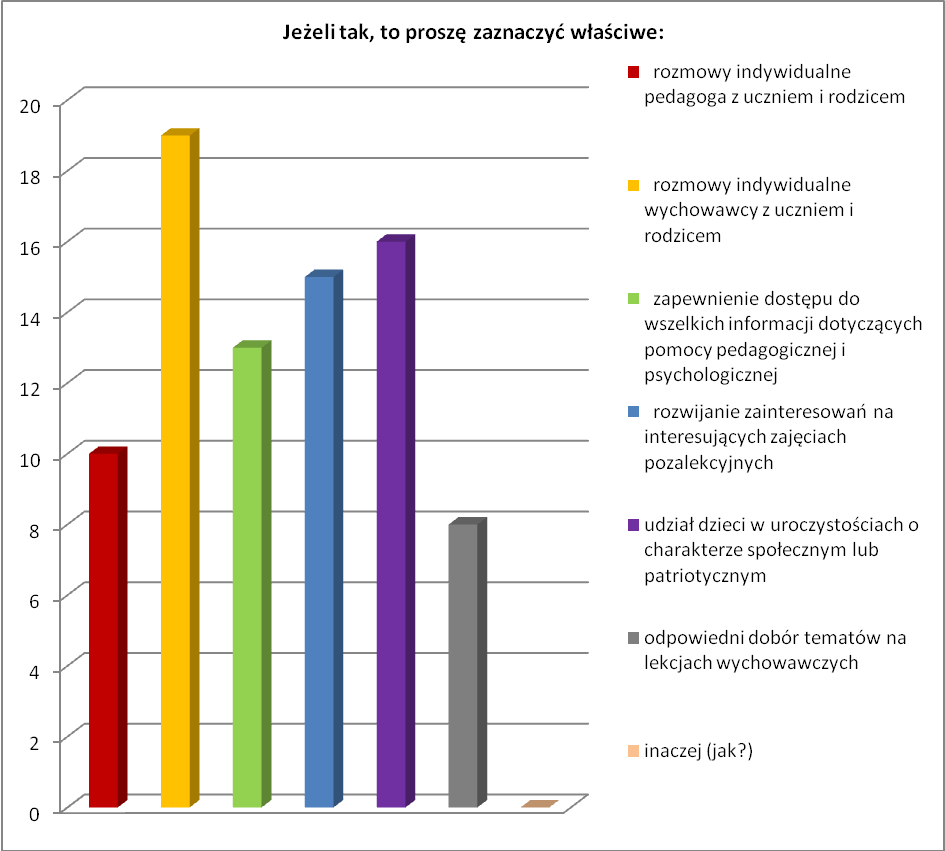 Jeżeli tak, to proszę zaznaczyć właściwe:
20
18
16
14
12
10
8
6
4
2
0
rozmowy indywidualne
pedagoga z uczniem i rodzicem
rozmowy indywidualne
wychowawcy z uczniem i
rodzicem
zapewnienie dostępu do
wszelkich informacji dotyczących
pomocy pedagogicznej i
psychologicznej
rozwijanie zainteresowań na
interesujących zajęciach
pozalekcyjnych
udział dzieci w uroczystościach o
charakterze społecznym lub
patriotycznym
odpowiedni dobór tematów na
lekcjach wychowawczych
inaczej (jak?)